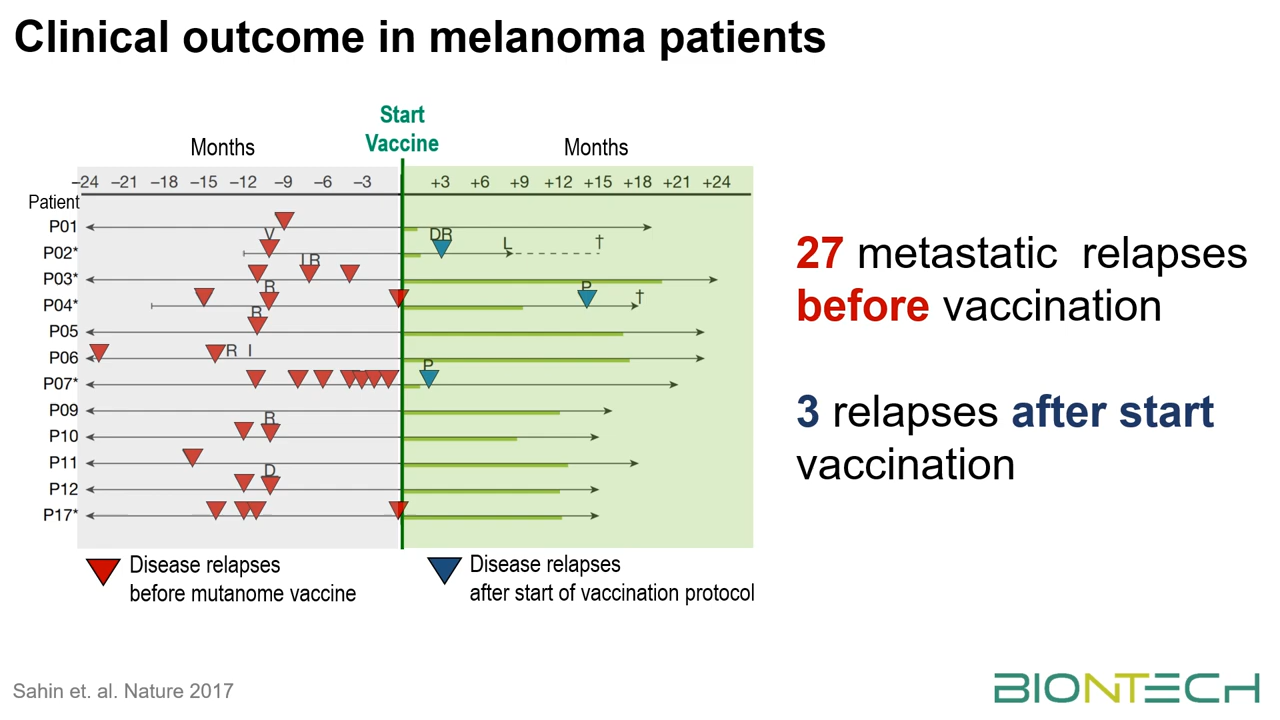 Clinical outcome in melanoma patients
Start
Vaccine
Months
Months
–24 –21 –18 –15 –12 –9 –6 –3 +3 +6 +9 +12 +15 +18 +21 +24
Patient
P01
V DR
P02* L †
I R
P03*
R P
P04* †
R
P05
P06 R I
P
P07*
P09
R
P10
P11
D
P12
P17*
27 metastatic relapses
before vaccination
3 relapses after start
vaccination
Disease relapses
before mutanome vaccine
Disease relapses
after start of vaccination protocol
Sahin et. al. Nature 2017
BIONTECH